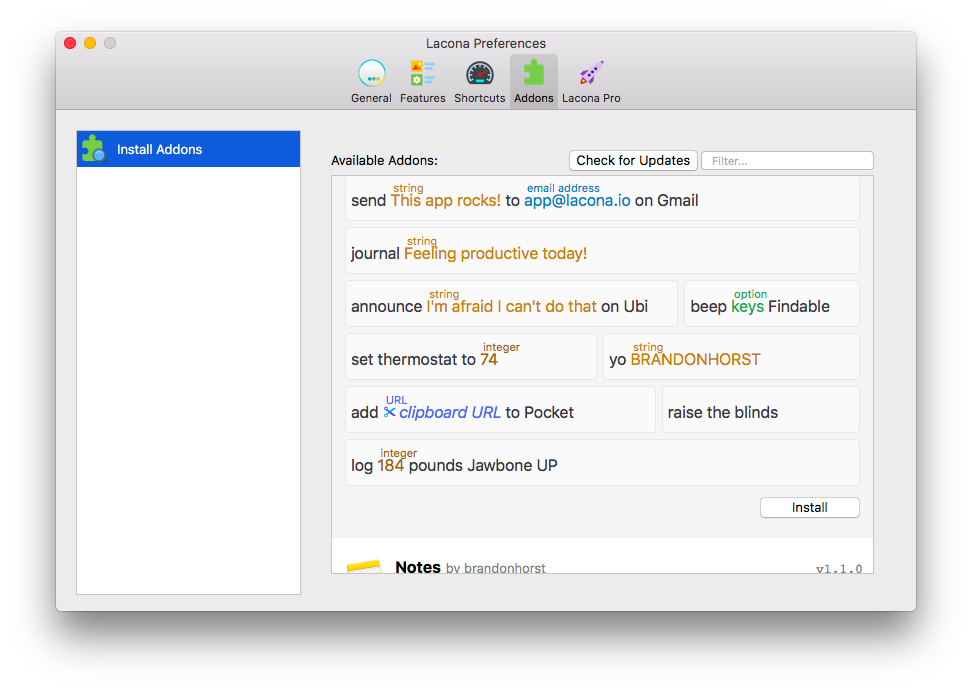 Lacona Preferences
General Features Shortcuts Addons Lacona Pro
Install Addons
Available Addons: Check for Updates Filter...
string email address
send This app rocks! to app@lacona.io on Gmail
string
journal Feeling productive today!
string option
announce I'm afraid I can't do that on Ubi beep keys Findable
integer string
set thermostat to 74 yo BRANDONHORST
URL
add clipboard URL to Pocket raise the blinds
integer
log 184 pounds Jawbone UP
Install
Notes by brandonhorst v1.1.0